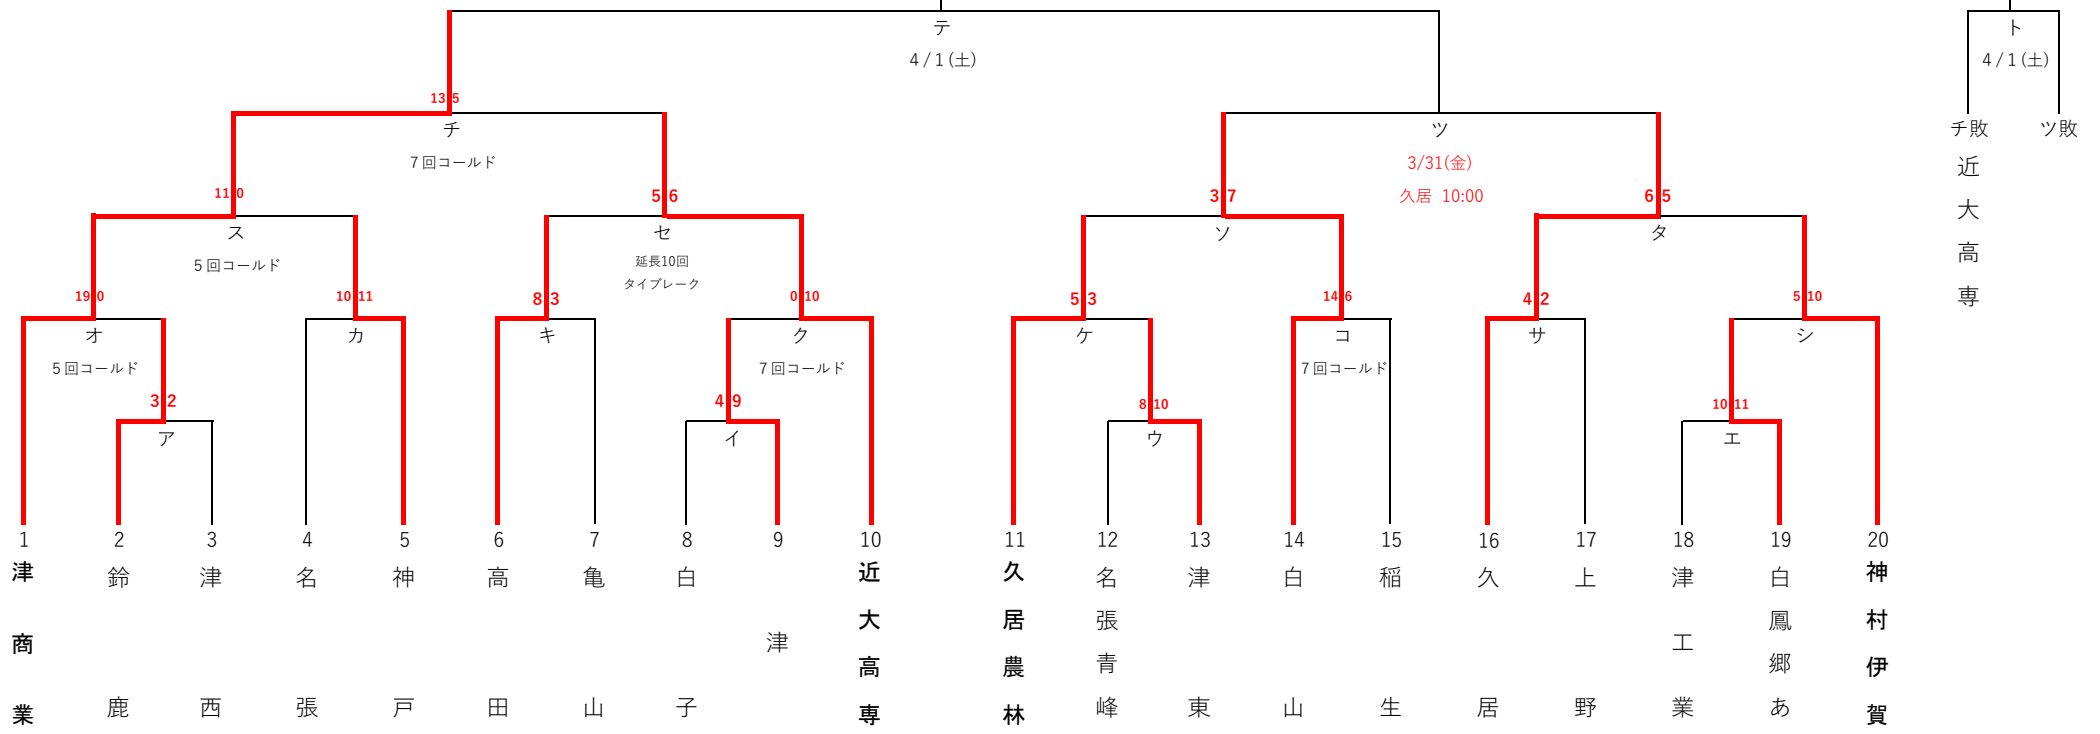 テ
4 / 1 (土)
ト
4 / 1 (土)
13 5
チ
7回コールド
ツ
3/31(金)
久居 10:00
チ敗 ツ敗
近大高専
11 0
ス
5回コールド
5 6
セ
延長10回
タイブレーク
3 7
ソ
6 5
タ
19 0
オ
5回コールド
10 11
カ
8 3
キ
0 10
ク
7回コールド
5 3
ケ
14 6
コ
7回コールド
4 2
サ
5 10
シ
3 2
ア
4 9
イ
8 10
ウ
10 11
エ
1 2 3 4 5 6 7 8 9 10 11 12 13 14 15 16 17 18 19 20
津商業
鈴鹿
津西
名張
神戸
高田
亀山
白子
津
近大高専
久居農林
名張青峰
津東
白山
稲生
久居
上野
津工業
白鳳郷あ
神村伊賀